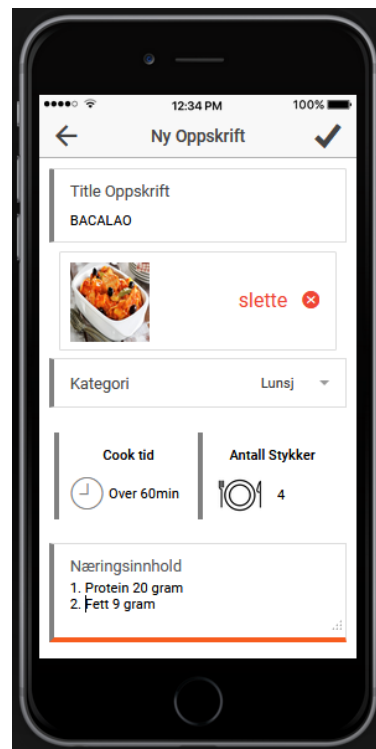 12:34 PM
100%
Ny Oppskrift
Title Oppskrift
BACALAO
slette
Kategori
Lunsj
Cook tid
Antall Stykker
Over 60min
4
Næringsinnhold
1. Protein 20 gram
2. Fett 9 gram